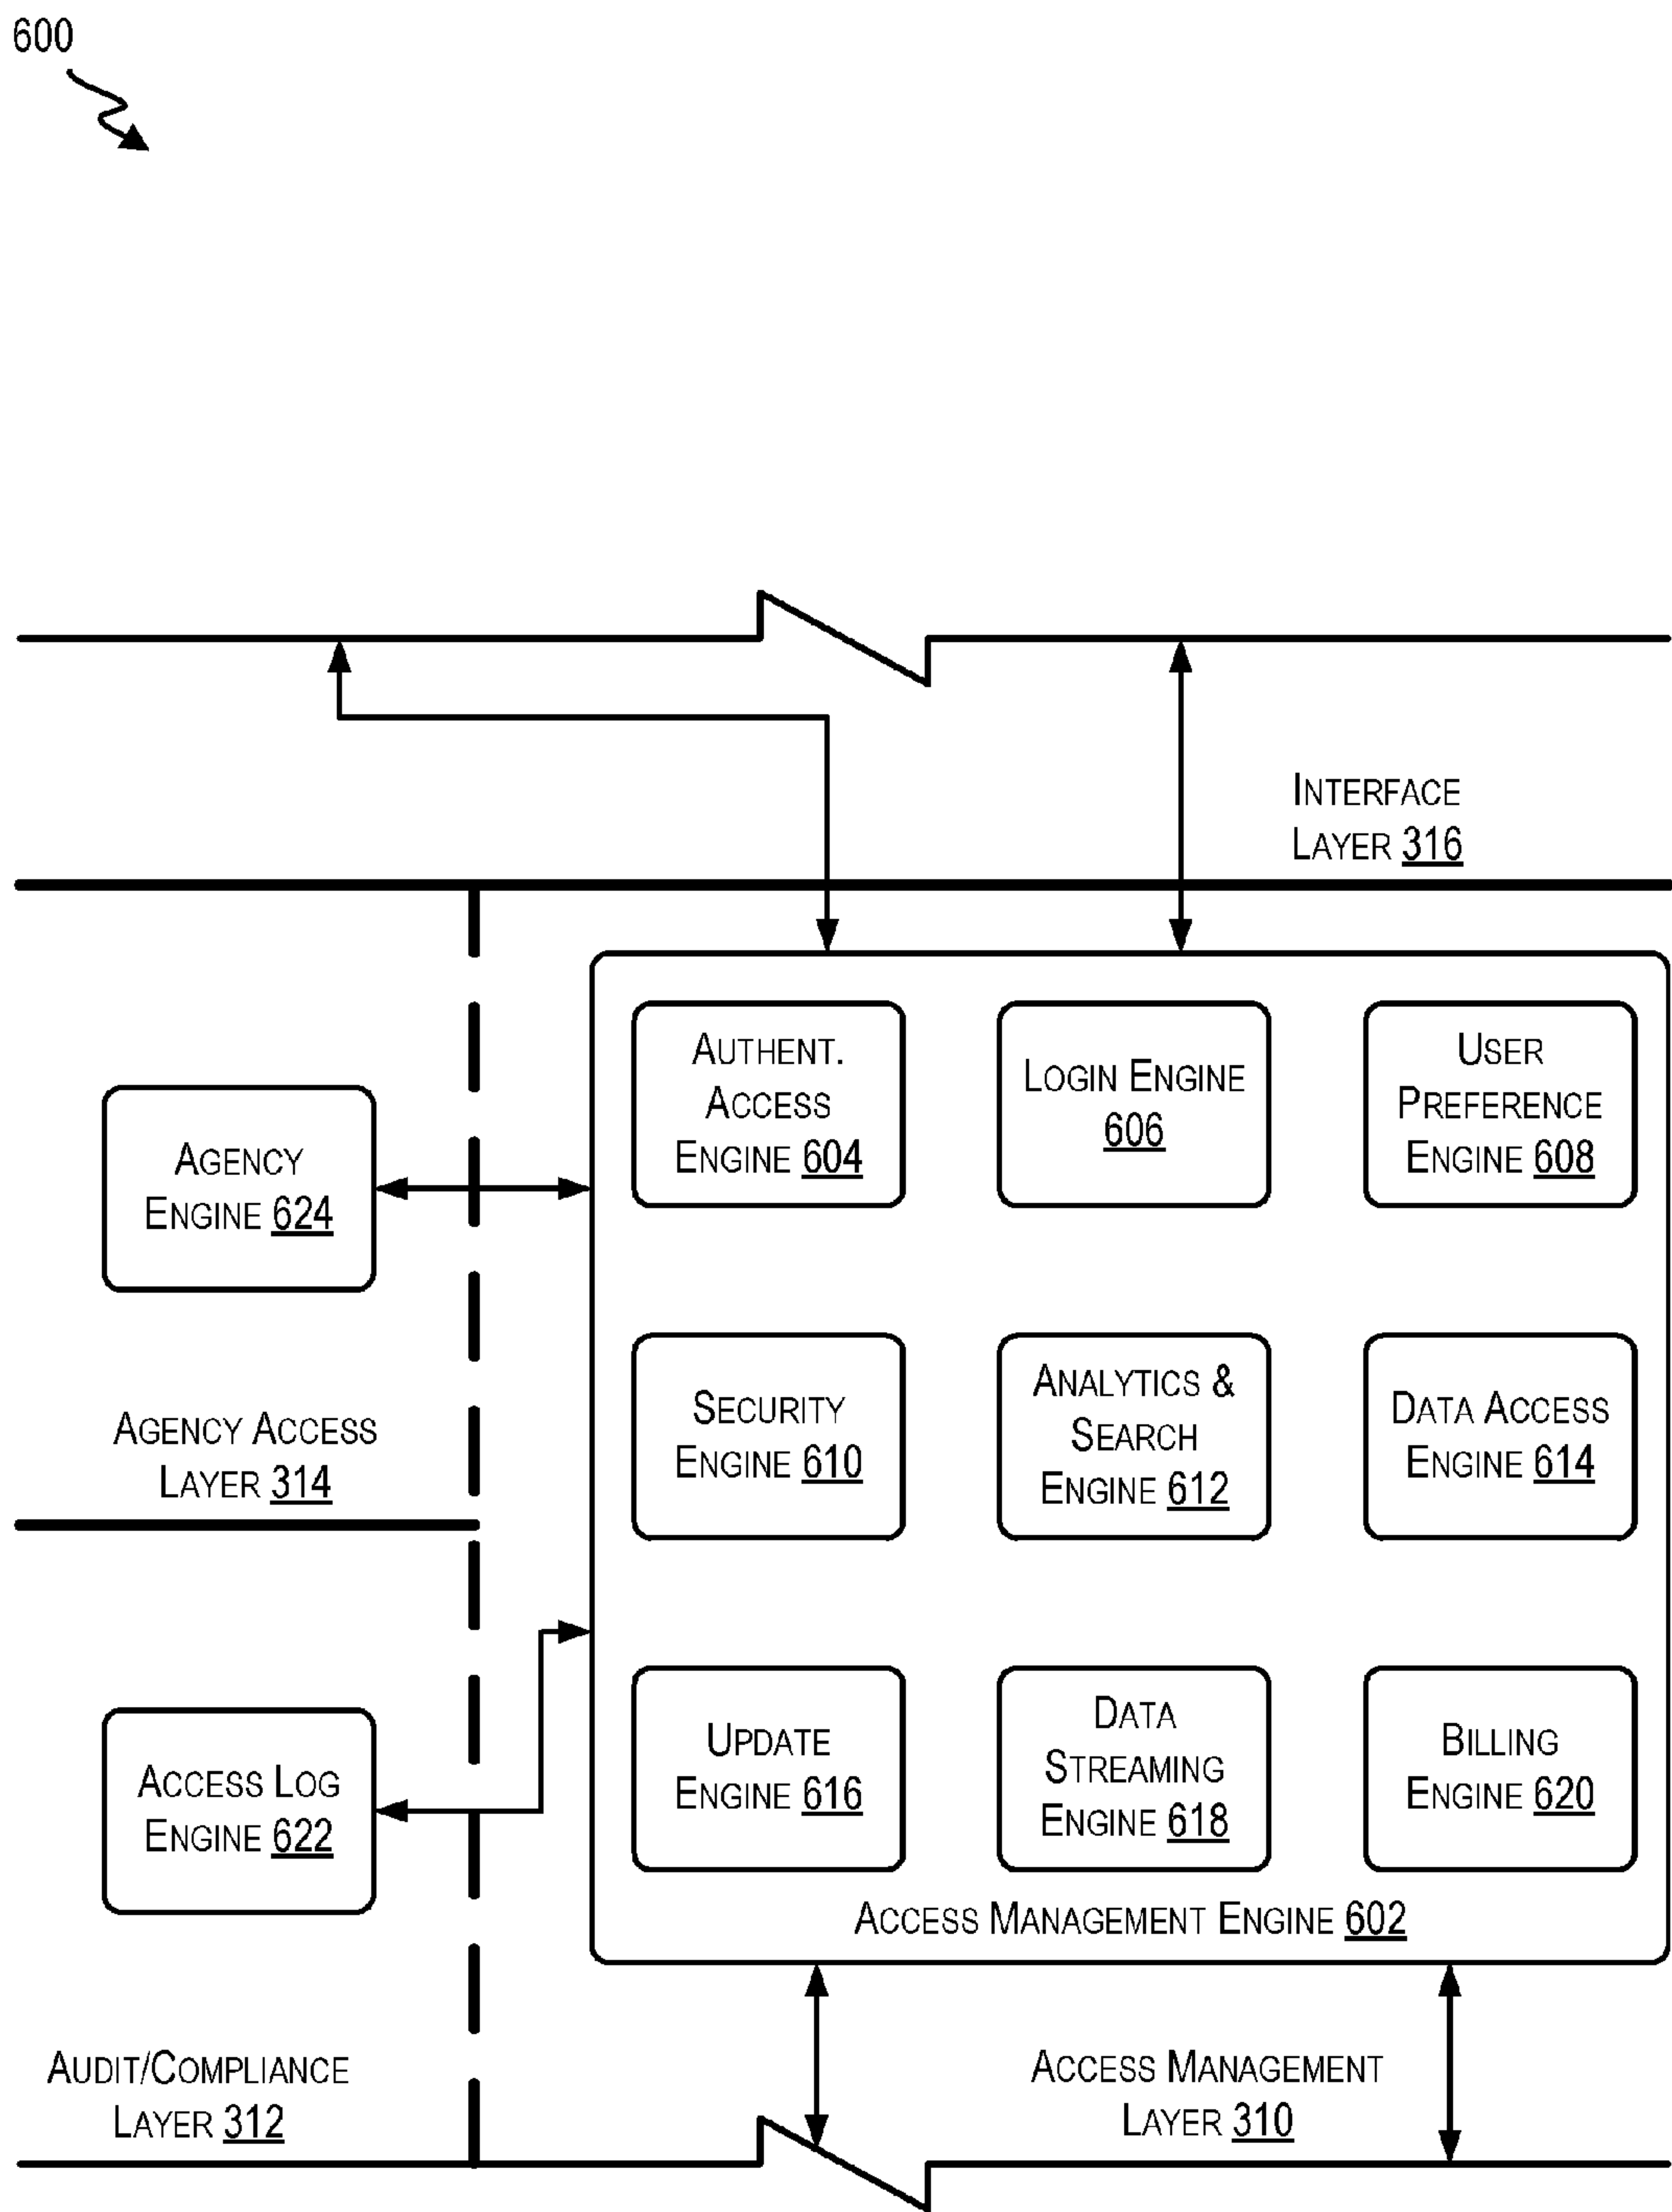 600
INTERFACE
LAYER 316
AUTHENT.
ACCESS
ENGINE 604
LOGIN ENGINE
606
USER
PREFERENCE
ENGINE 608
AGENCY
ENGINE 624
SECURITY
ENGINE 610
ANALYTICS &
SEARCH
ENGINE 612
DATA ACCESS
ENGINE 614
AGENCY ACCESS
LAYER 314
UPDATE
ENGINE 616
DATA
STREAMING
ENGINE 618
BILLING
ENGINE 620
ACCESS LOG
ENGINE 622
ACCESS MANAGEMENT ENGINE 602
AUDIT/COMPLIANCE
LAYER 312
ACCESS MANAGEMENT
LAYER 310